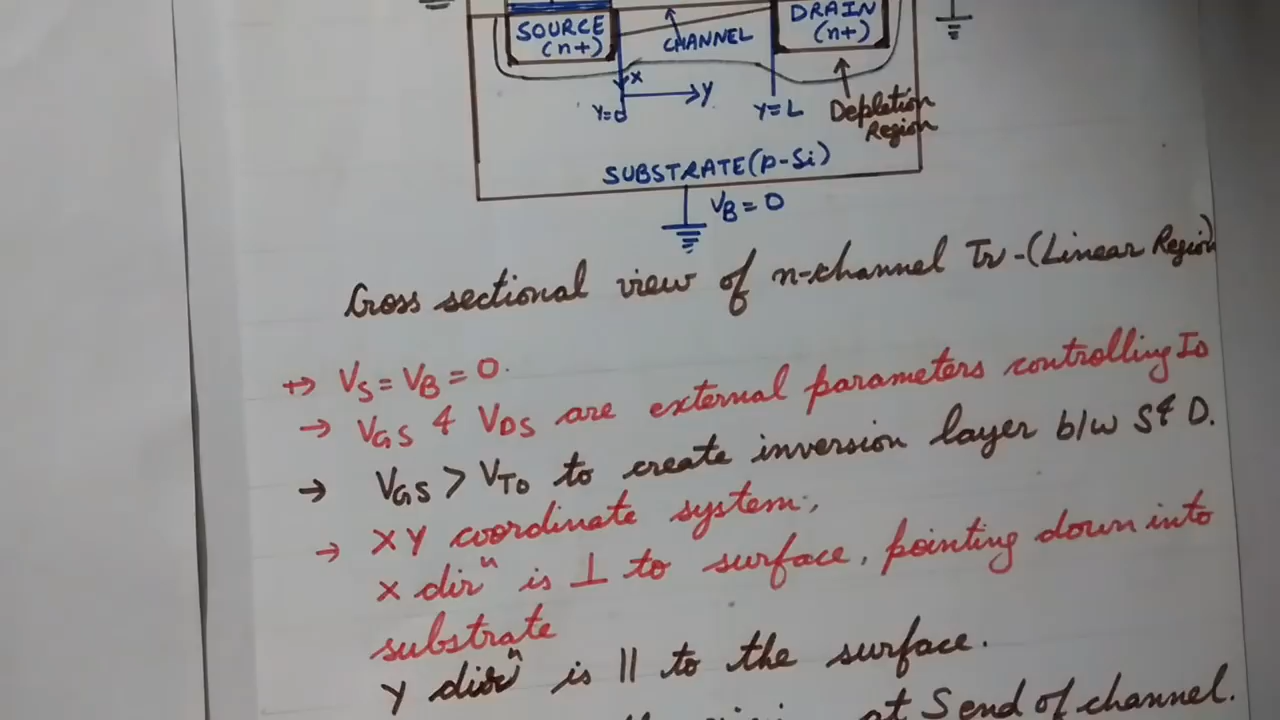 SOURCE
(n+)
DRAIN
(n+)
CHANNEL
X
Y
Y=0
Y=L
Depletion
Region
SUBSTRATE(p-Si)
VB=0
Cross sectional view of n-channel Tr-(Linear Region)
→ VS=VB=0.
→ VGS & VDS are external parameters controlling ID
→ VGS > VT0 to create inversion layer b/w S & D.
→ XY coordinate system,
X dirⁿ is ⊥ to surface, pointing down into
substrate
Y dirⁿ is || to the surface.
at S end of channel.